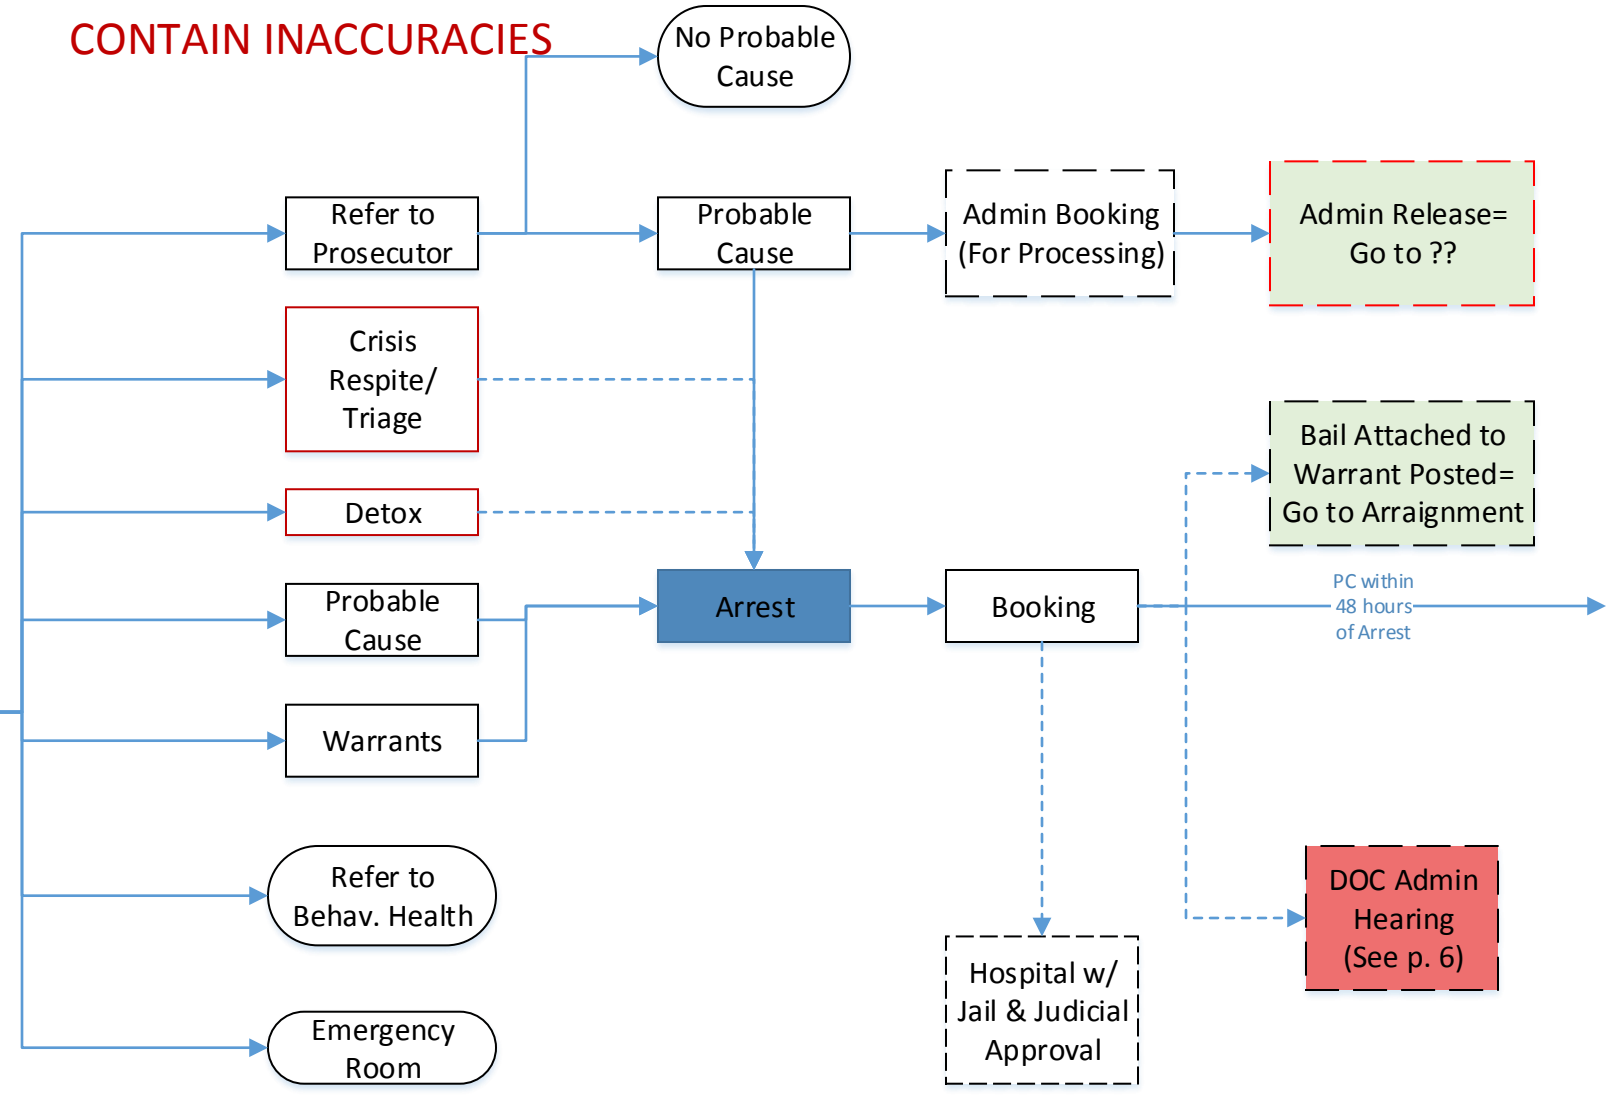 CONTAIN INACCURACIES
No Probable
Cause
Refer to
Prosecutor
Probable
Cause
Admin Booking
(For Processing)
Admin Release=
Go to ??
Crisis
Respite/
Triage
Bail Attached to
Warrant Posted=
Go to Arraignment
Detox
Probable
Cause
Arrest
Booking
PC within
48 hours
of Arrest
Warrants
Refer to
Behav. Health
DOC Admin
Hearing
(See p. 6)
Hospital w/
Jail & Judicial
Approval
Emergency
Room